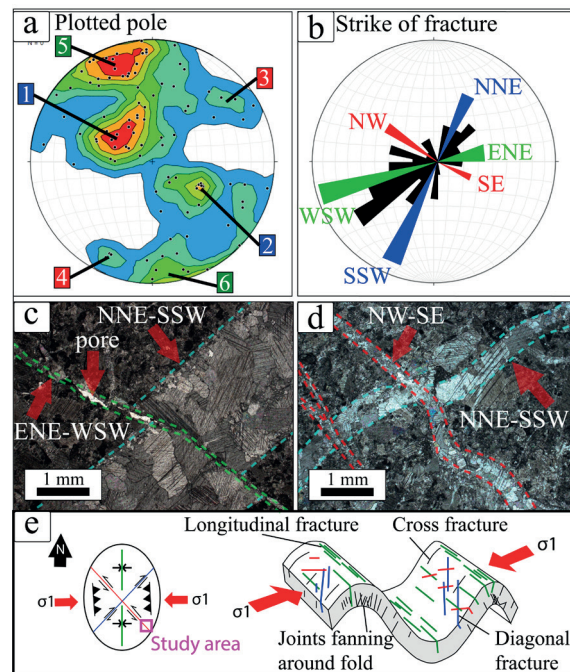 a Plotted pole
N=8
5
1
3
4
6
2
b Strike of fracture
NNE
NW
ENE
SE
WSW
SSW
c
NNE-SSW
pore
ENE-WSW
1 mm
d
NW-SE
NNE-SSW
1 mm
e
N
σ1
σ1
Study area
Longitudinal fracture
Cross fracture
σ1
σ1
Joints fanning
around fold
Diagonal
fracture